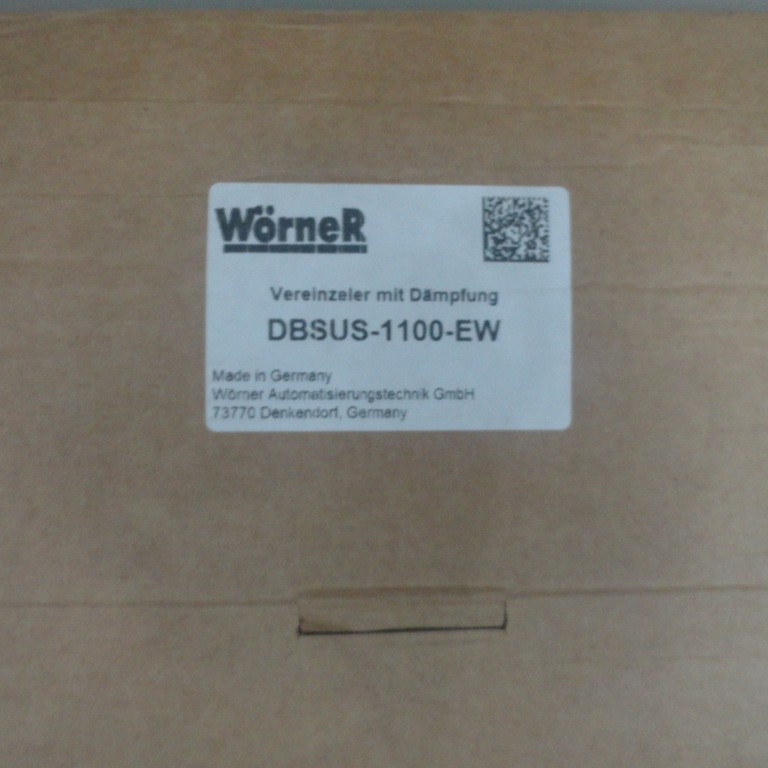 WörneR
Vereinzeler mit Dämpfung
DBSUS-1100-EW
Made in Germany
Wörner Automatisierungstechnik GmbH
73770 Denkendorf, Germany